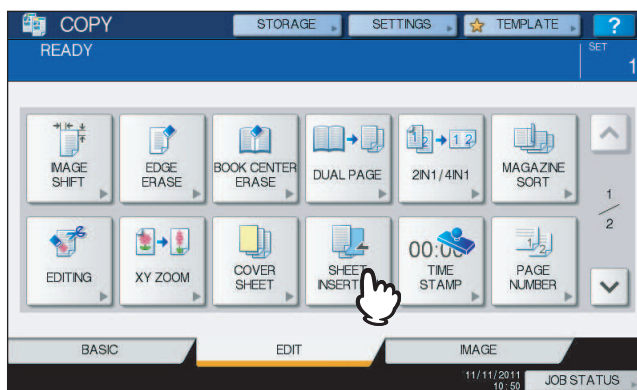 COPY
STORAGE
SETTINGS
TEMPLATE
?
READY
SET
1
IMAGE
SHIFT
EDGE
ERASE
BOOK CENTER
ERASE
DUAL PAGE
2IN1/4IN1
MAGAZINE
SORT
1
2
EDITING
XY ZOOM
COVER
SHEET
SHEET
INSERT
00:00
TIME
STAMP
PAGE
NUMBER
BASIC
EDIT
IMAGE
11/11/2011
10:50
JOB STATUS